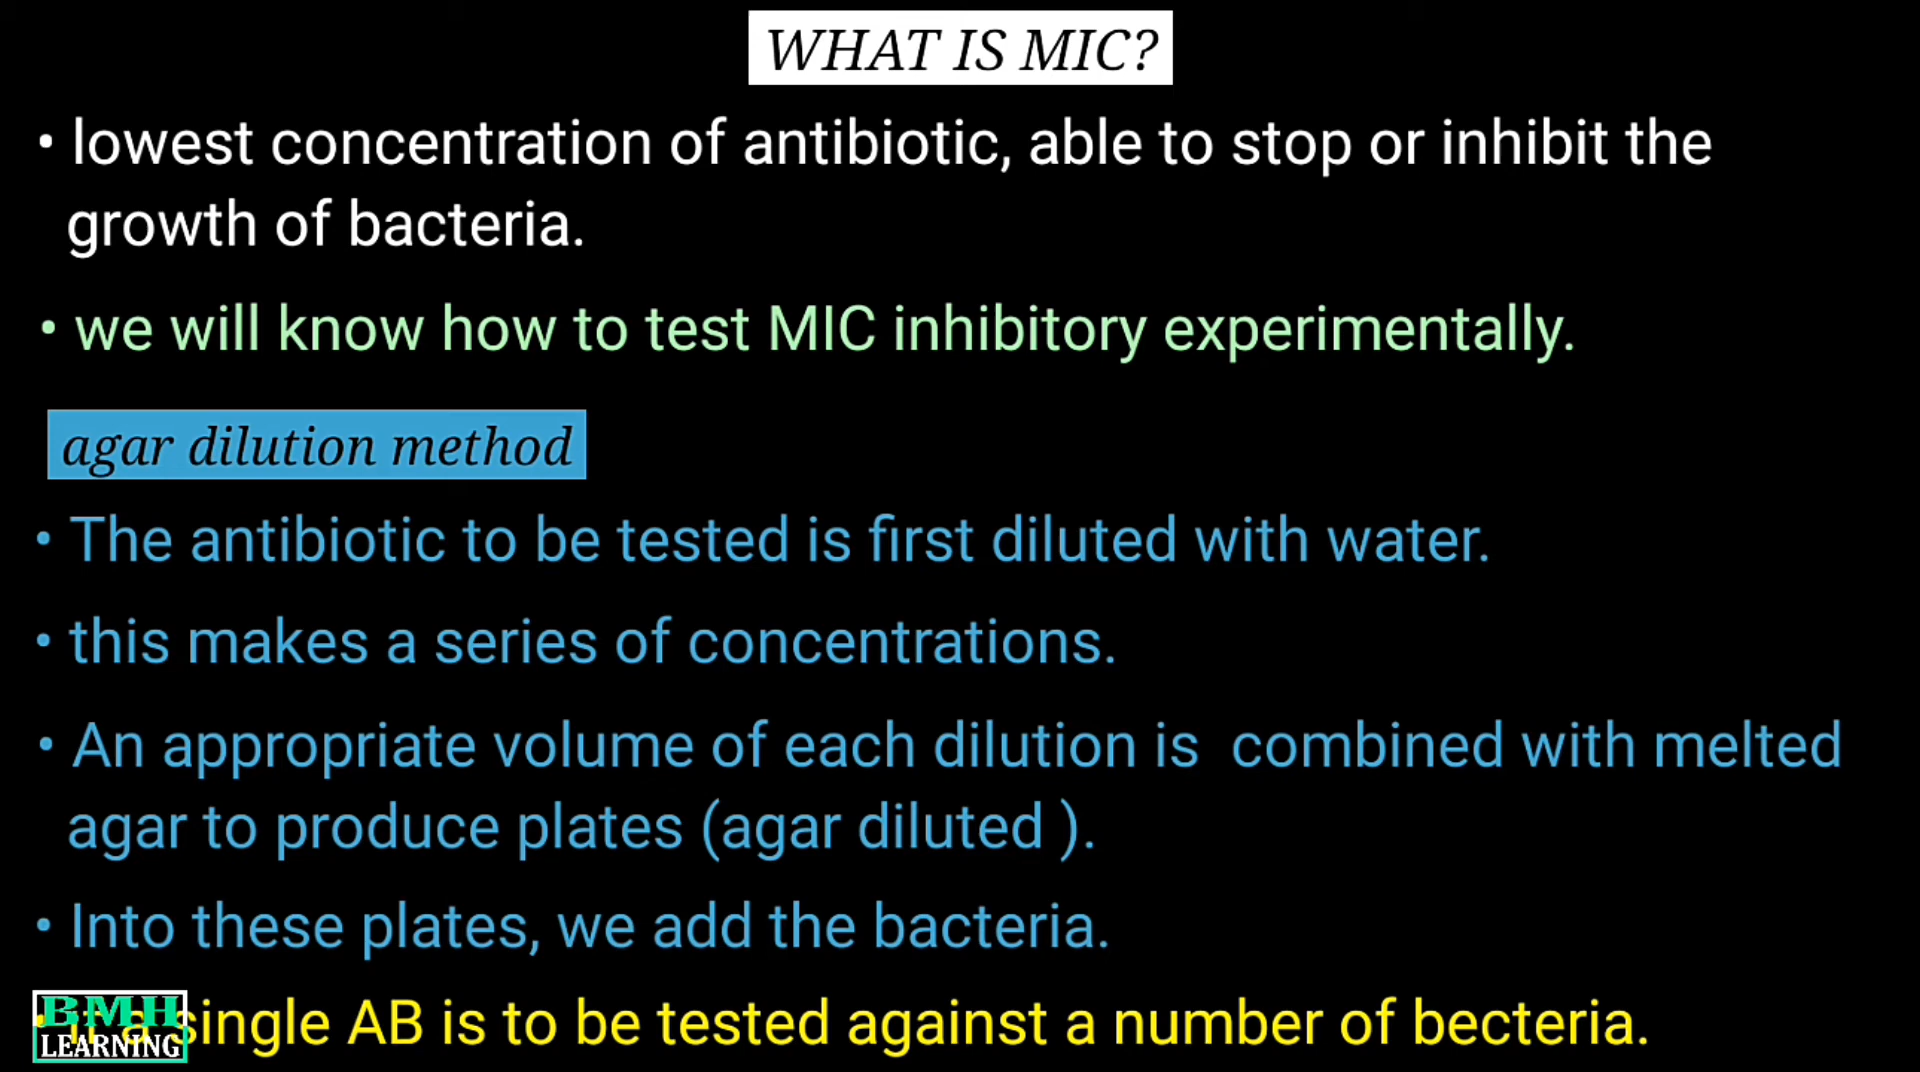 WHAT IS MIC?
• lowest concentration of antibiotic, able to stop or inhibit the
growth of bacteria.
• we will know how to test MIC inhibitory experimentally.
agar dilution method
• The antibiotic to be tested is first diluted with water.
• this makes a series of concentrations.
• An appropriate volume of each dilution is combined with melted
agar to produce plates (agar diluted ).
• Into these plates, we add the bacteria.
• if a single AB is to be tested against a number of becteria.
BMH
LEARNING